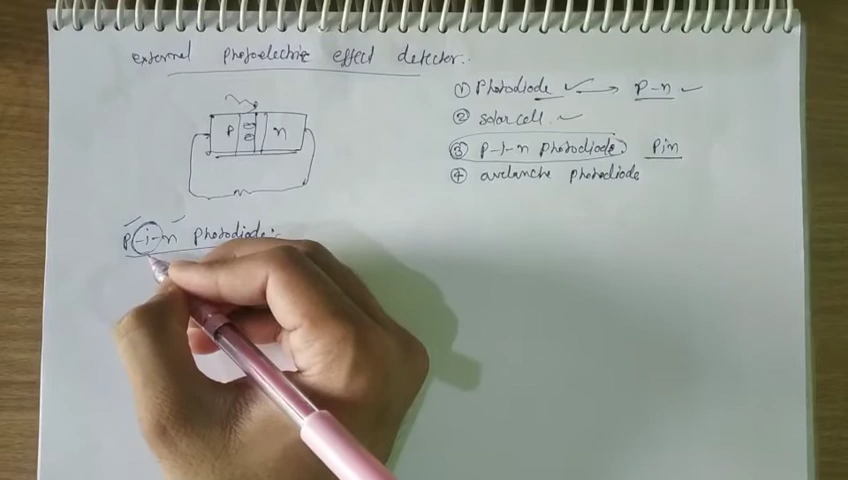 external photoelectric effect detector..
① Photodiode ✓ → P-n ✓
② solar cell ✓
③ P-i-n photodiode. Pin
④ avalanche photodiode
P n
P-i-n photodiode:-